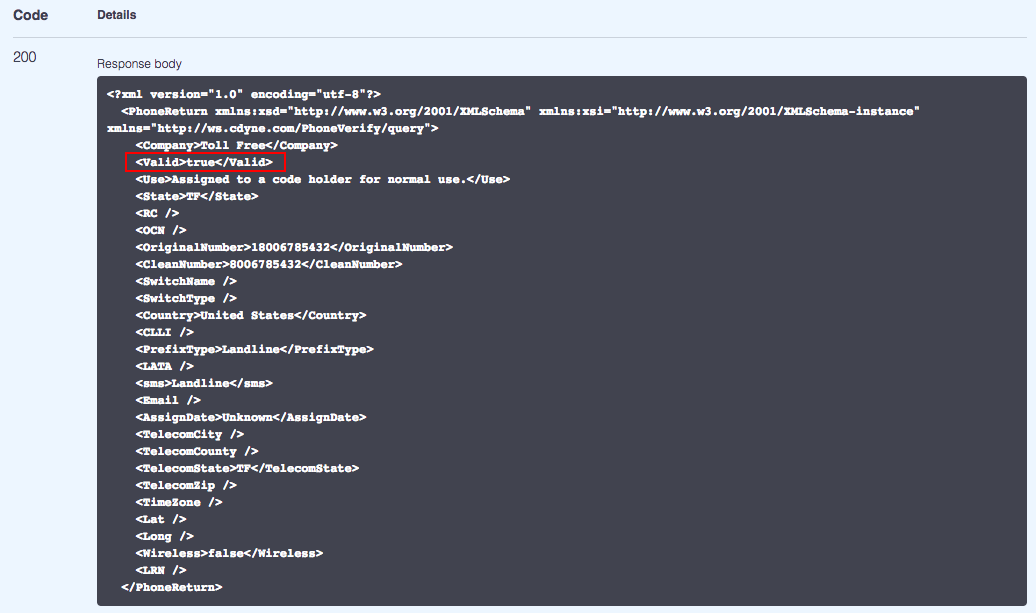 Code Details
200
Response body
<?xml version="1.0" encoding="utf-8"?>
<PhoneReturn xmlns:xsd="http://www.w3.org/2001/XMLSchema" xmlns:xsi="http://www.w3.org/2001/XMLSchema-instance"
xmlns="http://ws.cdyne.com/PhoneVerify/query">
<Company>Toll Free</Company>
<Valid>true</Valid>
<Use>Assigned to a code holder for normal use.</Use>
<State>TF</State>
<RC />
<OCN />
<OriginalNumber>18006785432</OriginalNumber>
<CleanNumber>8006785432</CleanNumber>
<SwitchName />
<SwitchType />
<Country>United States</Country>
<CLLI />
<PrefixType>Landline</PrefixType>
<LATA />
<sms>Landline</sms>
<Email />
<AssignDate>Unknown</AssignDate>
<TelecomCity />
<TelecomCounty />
<TelecomState>TF</TelecomState>
<TelecomZip />
<TimeZone />
<Lat />
<Long />
<Wireless>false</Wireless>
<LRN />
</PhoneReturn>